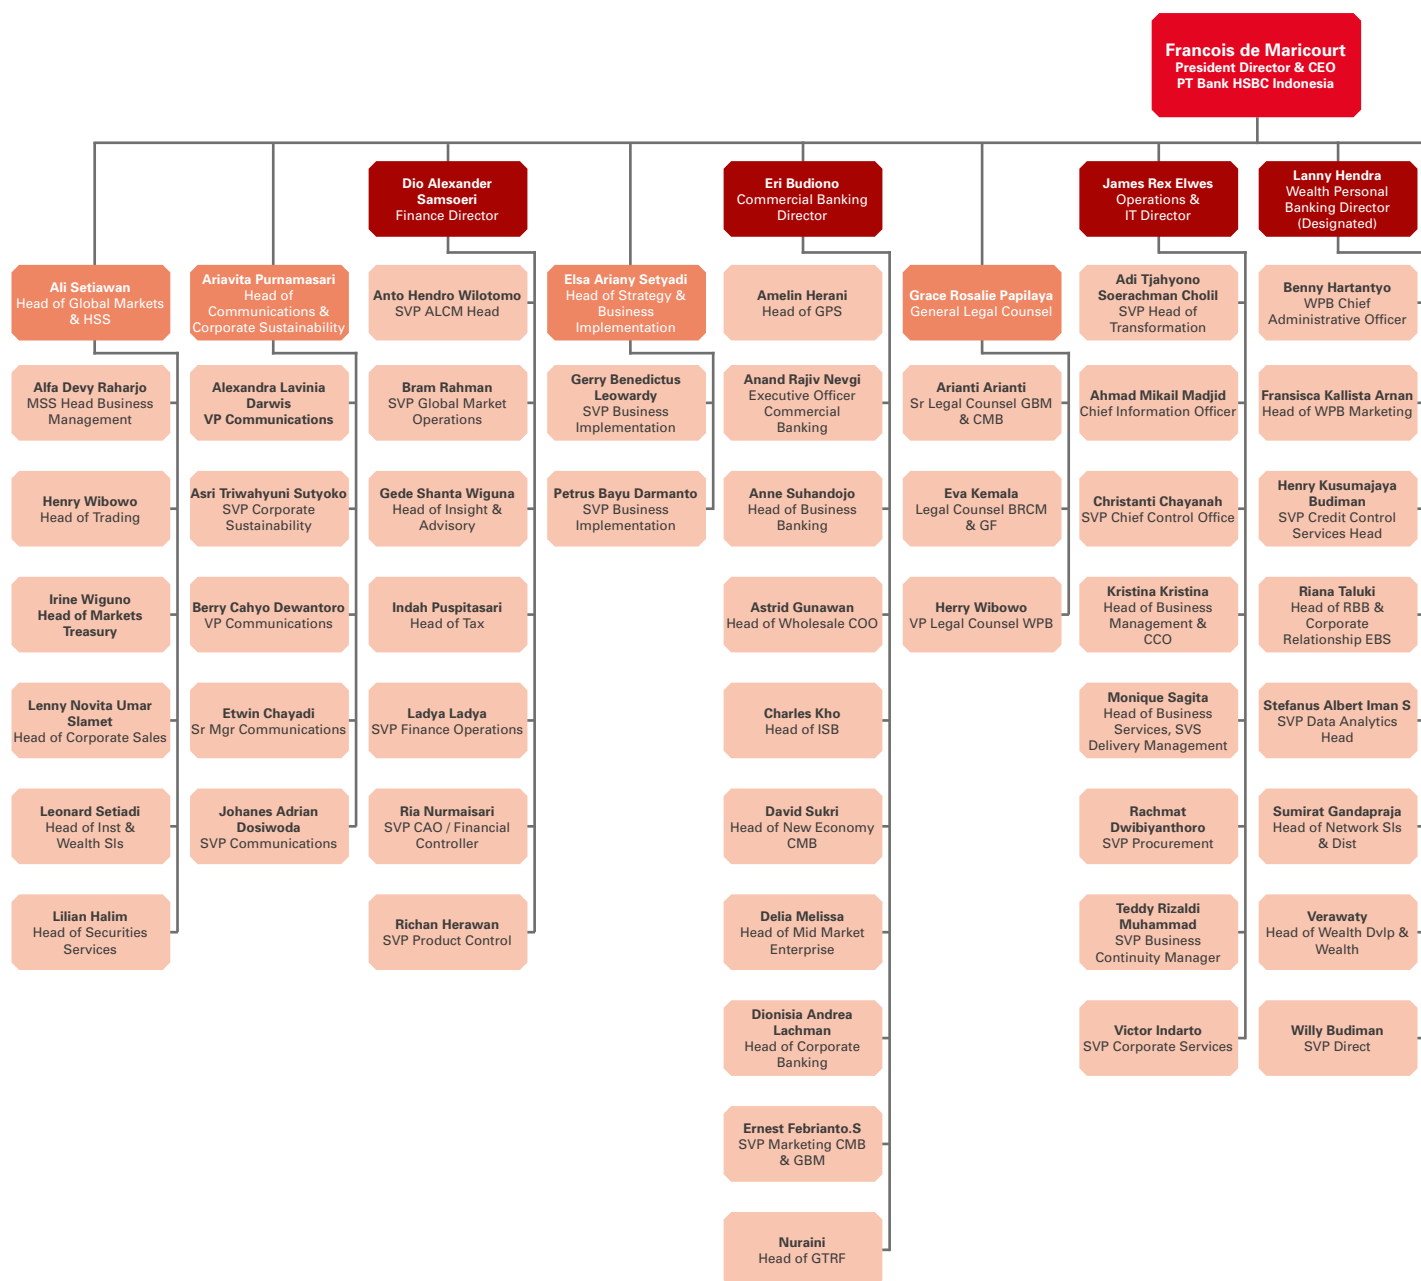 Francois de Maricourt
President Director & CEO
PT Bank HSBC Indonesia
Ali Setiawan
Head of Global Markets
& HSS
Alfa Devy Raharjo
MSS Head Business
Management
Henry Wibowo
Head of Trading
Irine Wiguno
Head of Markets
Treasury
Lenny Novita Umar
Slamet
Head of Corporate Sales
Leonard Setiadi
Head of Inst &
Wealth Sls
Lilian Halim
Head of Securities
Services
Ariavita Purnamasari
Head of
Communications &
Corporate Sustainability
Alexandra Lavinia
Darwis
VP Communications
Asri Triwahyuni Sutyoko
SVP Corporate
Sustainability
Berry Cahyo Dewantoro
VP Communications
Etwin Chayadi
Sr Mgr Communications
Johanes Adrian
Dosiwoda
SVP Communications
Dio Alexander
Samsoeri
Finance Director
Anto Hendro Wilotomo
SVP ALCM Head
Bram Rahman
SVP Global Market
Operations
Gede Shanta Wiguna
Head of Insight &
Advisory
Indah Puspitasari
Head of Tax
Ladya Ladya
SVP Finance Operations
Ria Nurmaisari
SVP CAO / Financial
Controller
Richan Herawan
SVP Product Control
Elsa Ariany Setyadi
Head of Strategy &
Business
Implementation
Gerry Benedictus
Leowardy
SVP Business
Implementation
Petrus Bayu Darmanto
SVP Business
Implementation
Eri Budiono
Commercial Banking
Director
Amelin Herani
Head of GPS
Anand Rajiv Nevgi
Executive Officer
Commercial
Banking
Anne Suhandojo
Head of Business
Banking
Astrid Gunawan
Head of Wholesale COO
Charles Kho
Head of ISB
David Sukri
Head of New Economy
CMB
Delia Melissa
Head of Mid Market
Enterprise
Dionisia Andrea
Lachman
Head of Corporate
Banking
Ernest Febrianto.S
SVP Marketing CMB
& GBM
Nuraini
Head of GTRF
Grace Rosalie Papilaya
General Legal Counsel
Arianti Arianti
Sr Legal Counsel GBM
& CMB
Eva Kemala
Legal Counsel BRCM
& GF
Herry Wibowo
VP Legal Counsel WPB
James Rex Elwes
Operations &
IT Director
Adi Tjahyono
Soerachman Cholil
SVP Head of
Transformation
Ahmad Mikail Madjid
Chief Information Officer
Christanti Chayanah
SVP Chief Control Office
Kristina Kristina
Head of Business
Management &
CCO
Monique Sagita
Head of Business
Services, SVS
Delivery Management
Rachmat
Dwibiyanthoro
SVP Procurement
Teddy Rizaldi
Muhammad
SVP Business
Continuity Manager
Victor Indarto
SVP Corporate Services
Lanny Hendra
Wealth Personal
Banking Director
(Designated)
Benny Hartantyo
WPB Chief
Administrative Officer
Fransisca Kallista Arnan
Head of WPB Marketing
Henry Kusumajaya
Budiman
SVP Credit Control
Services Head
Riana Taluki
Head of RBB &
Corporate
Relationship EBS
Stefanus Albert Iman S
SVP Data Analytics
Head
Sumirat Gandapraja
Head of Network Sls
& Dist
Verawaty
Head of Wealth Dvlp &
Wealth
Willy Budiman
SVP Direct